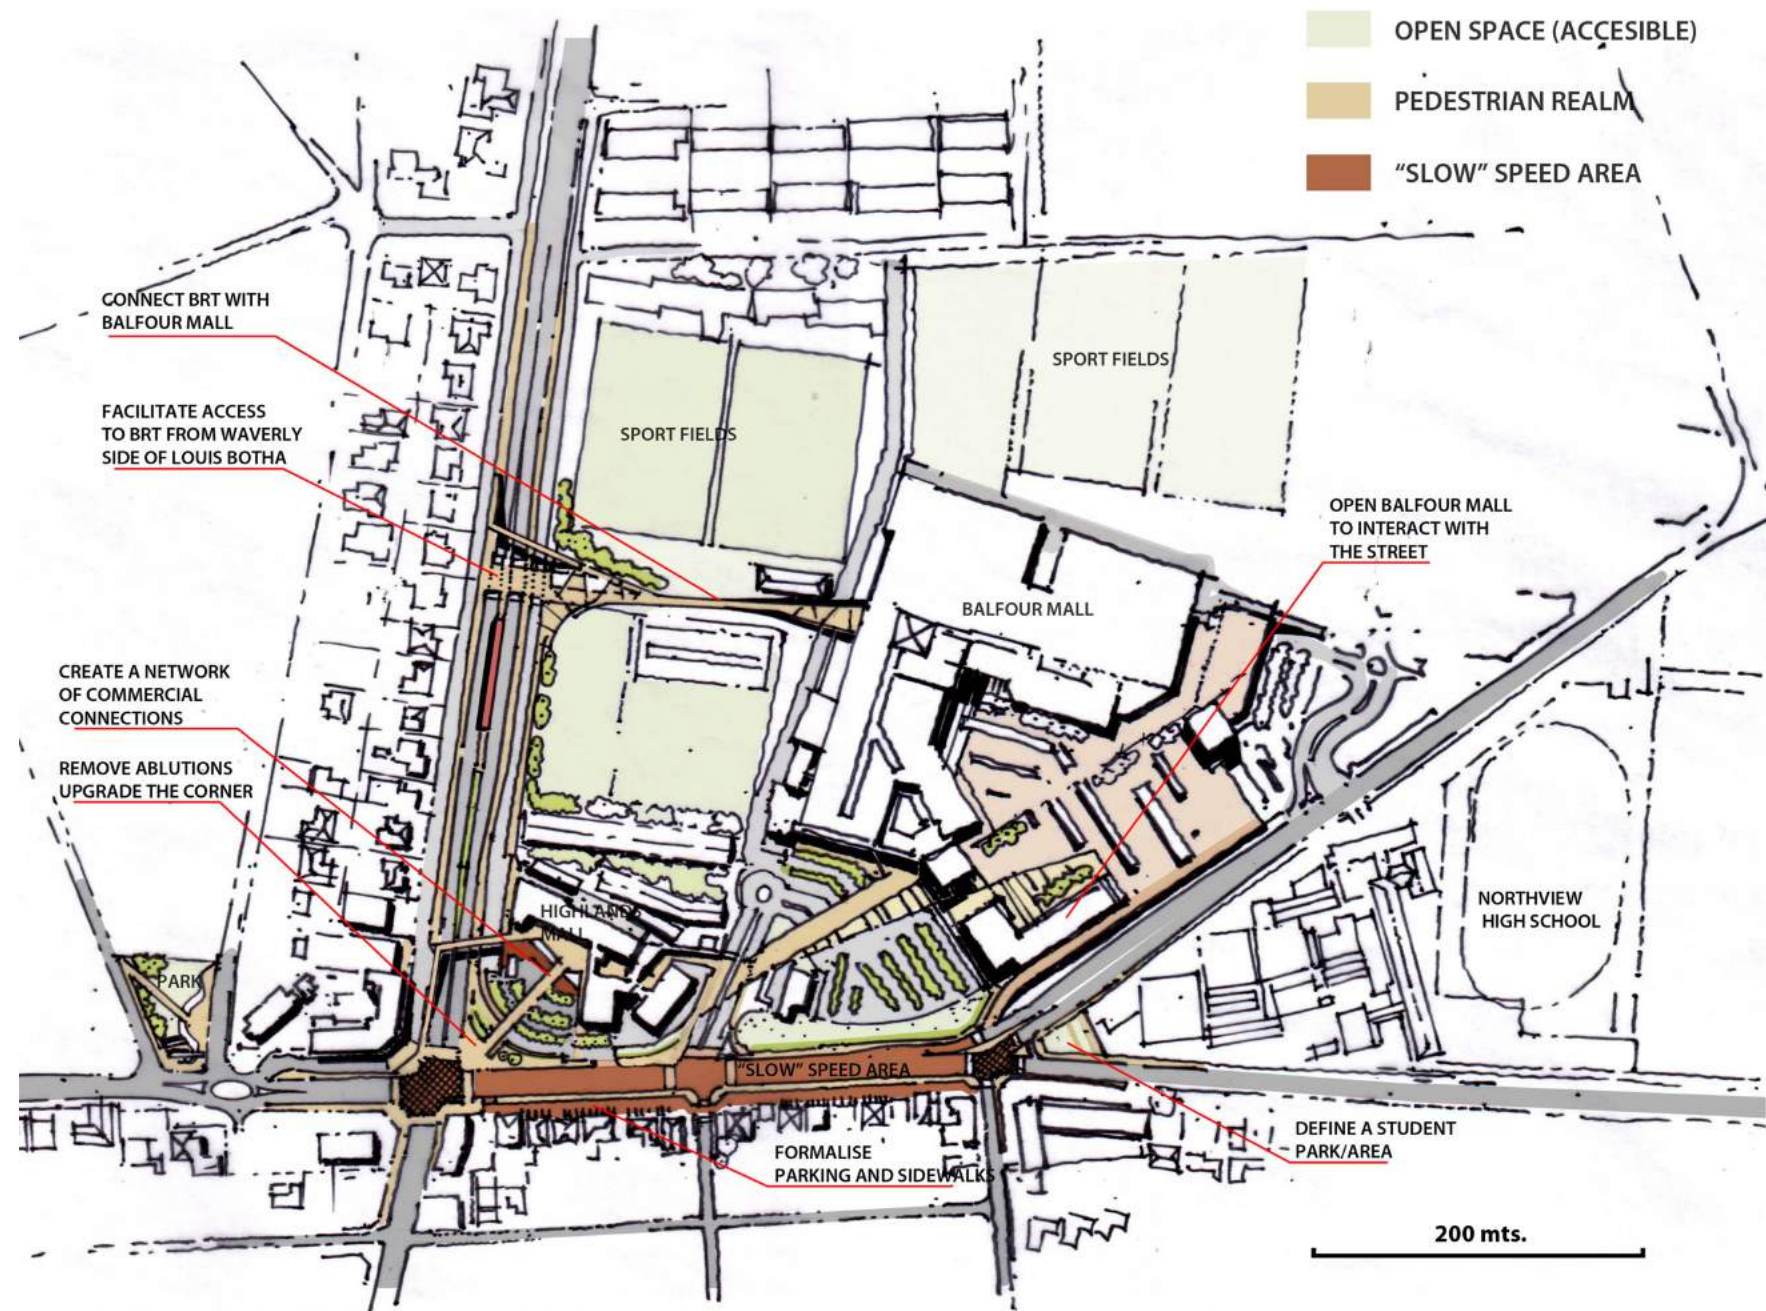 OPEN SPACE (ACCESIBLE)
PEDESTRIAN REALM
"SLOW" SPEED AREA
CONNECT BRT WITH
BALFOUR MALL
SPORT FIELDS
FACILITATE ACCESS
TO BRT FROM WAVERLY
SIDE OF LOUIS BOTHA
SPORT FIELDS
OPEN BALFOUR MALL
TO INTERACT WITH
THE STREET
BALFOUR MALL
CREATE A NETWORK
OF COMMERCIAL
CONNECTIONS
REMOVE ABLUTIONS
UPGRADE THE CORNER
HIGHLANDS
MALL
NORTHVIEW
HIGH SCHOOL
PARK
"SLOW" SPEED AREA
FORMALISE
PARKING AND SIDEWALKS
DEFINE A STUDENT
PARK/AREA
200 mts.